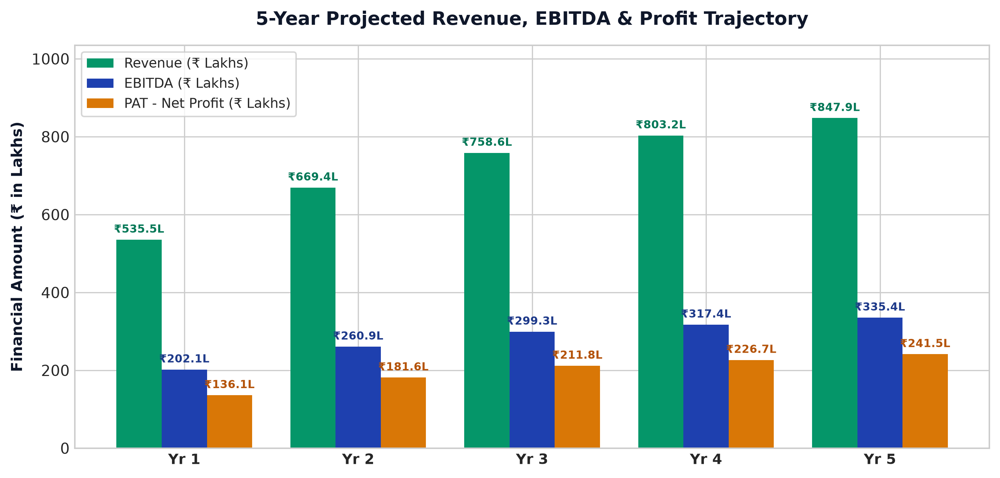 5-Year Projected Revenue, EBITDA & Profit Trajectory
Revenue (₹ Lakhs)
EBITDA (₹ Lakhs)
PAT - Net Profit (₹ Lakhs)
Financial Amount (₹ in Lakhs)
1000
800
600
400
200
0
₹535.5L
₹202.1L
₹136.1L
₹669.4L
₹260.9L
₹181.6L
₹758.6L
₹299.3L
₹211.8L
₹803.2L
₹317.4L
₹226.7L
₹847.9L
₹335.4L
₹241.5L
Yr 1
Yr 2
Yr 3
Yr 4
Yr 5